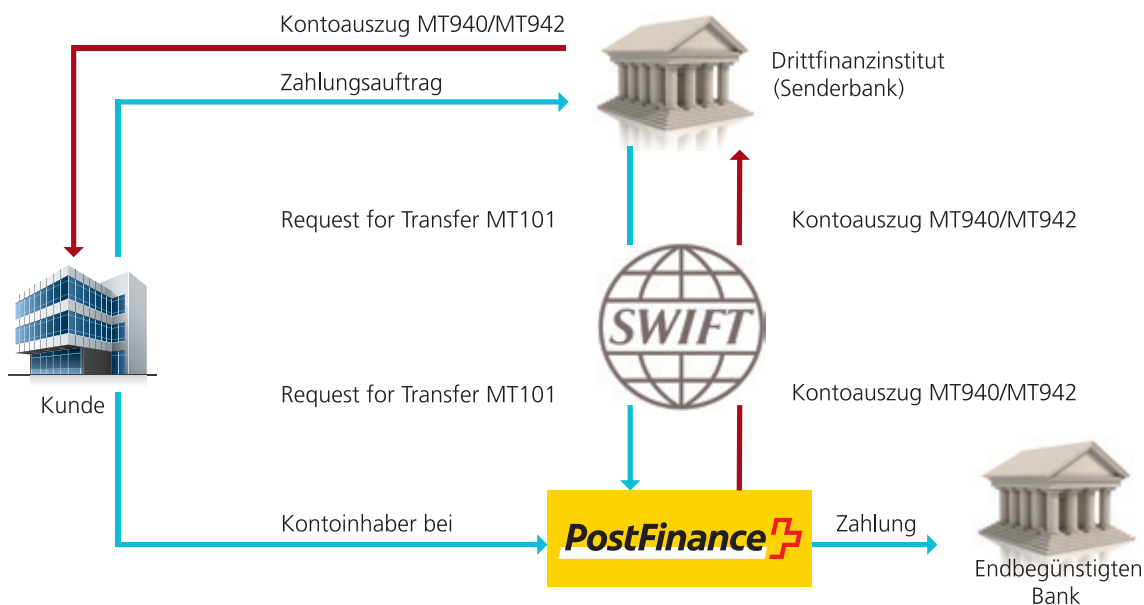 Kontoauszug MT940/MT942
Zahlungsauftrag
Drittfinanzinstitut
(Senderbank)
Request for Transfer MT101
Kontoauszug MT940/MT942
SWIFT
Request for Transfer MT101
Kontoauszug MT940/MT942
Kunde
Kontoinhaber bei
PostFinance
Zahlung
Endbegünstigten
Bank